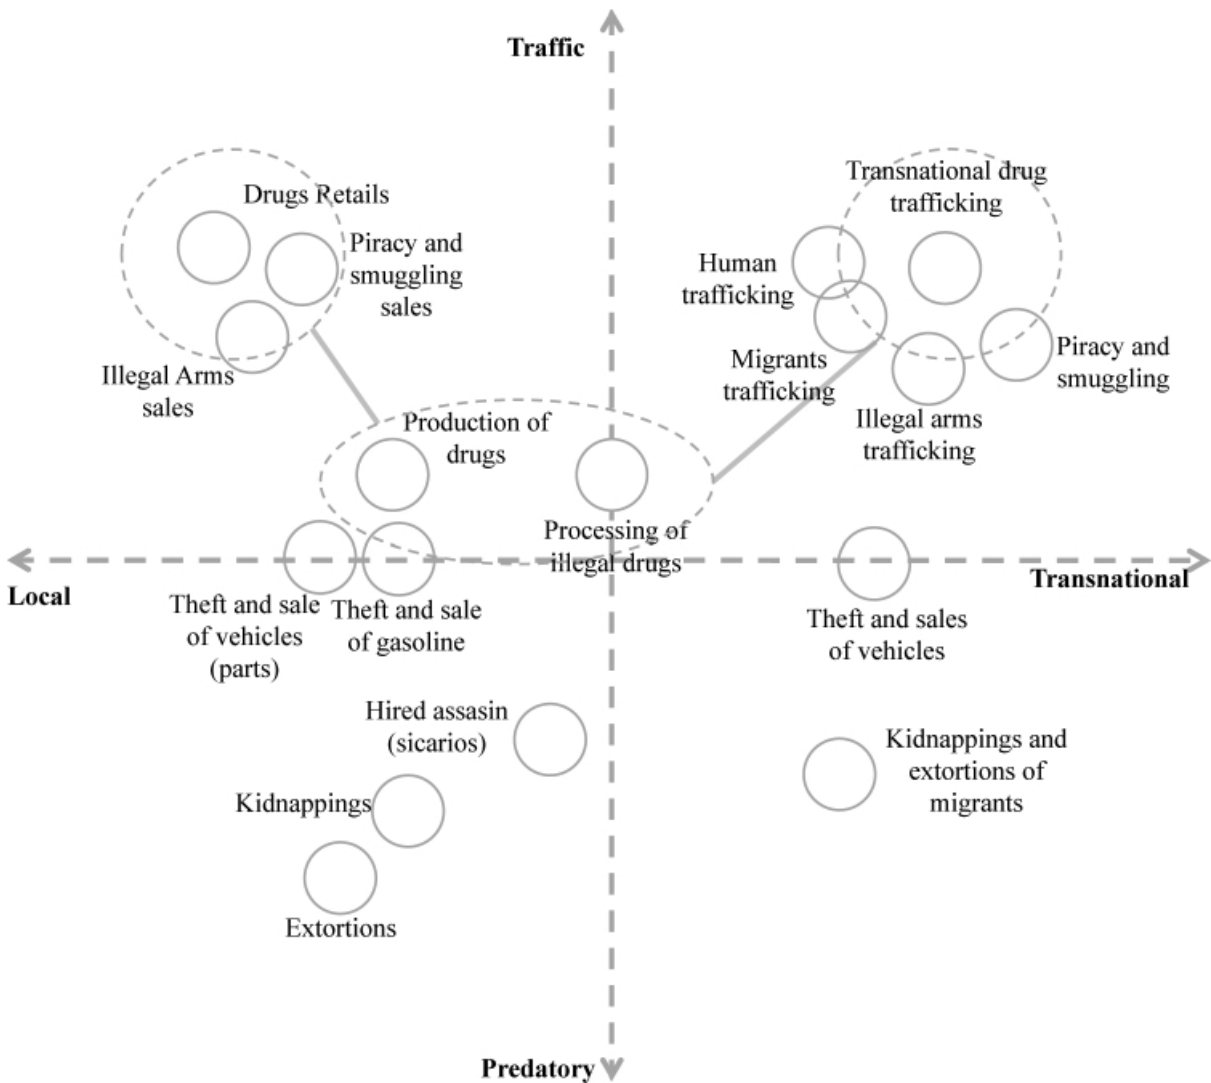 Traffic
Transnational drug
trafficking
Drugs Retails
Piracy and
smuggling
sales
Human
trafficking
Migrants
trafficking
Piracy and
smuggling
Illegal Arms
sales
Illegal arms
trafficking
Production of
drugs
Processing of
illegal drugs
Local
Transnational
Theft and sale
of vehicles
(parts)
Theft and sale
of gasoline
Theft and sales
of vehicles
Hired assasin
(sicarios)
Kidnappings and
extortions of
migrants
Kidnappings
Extortions
Predatory